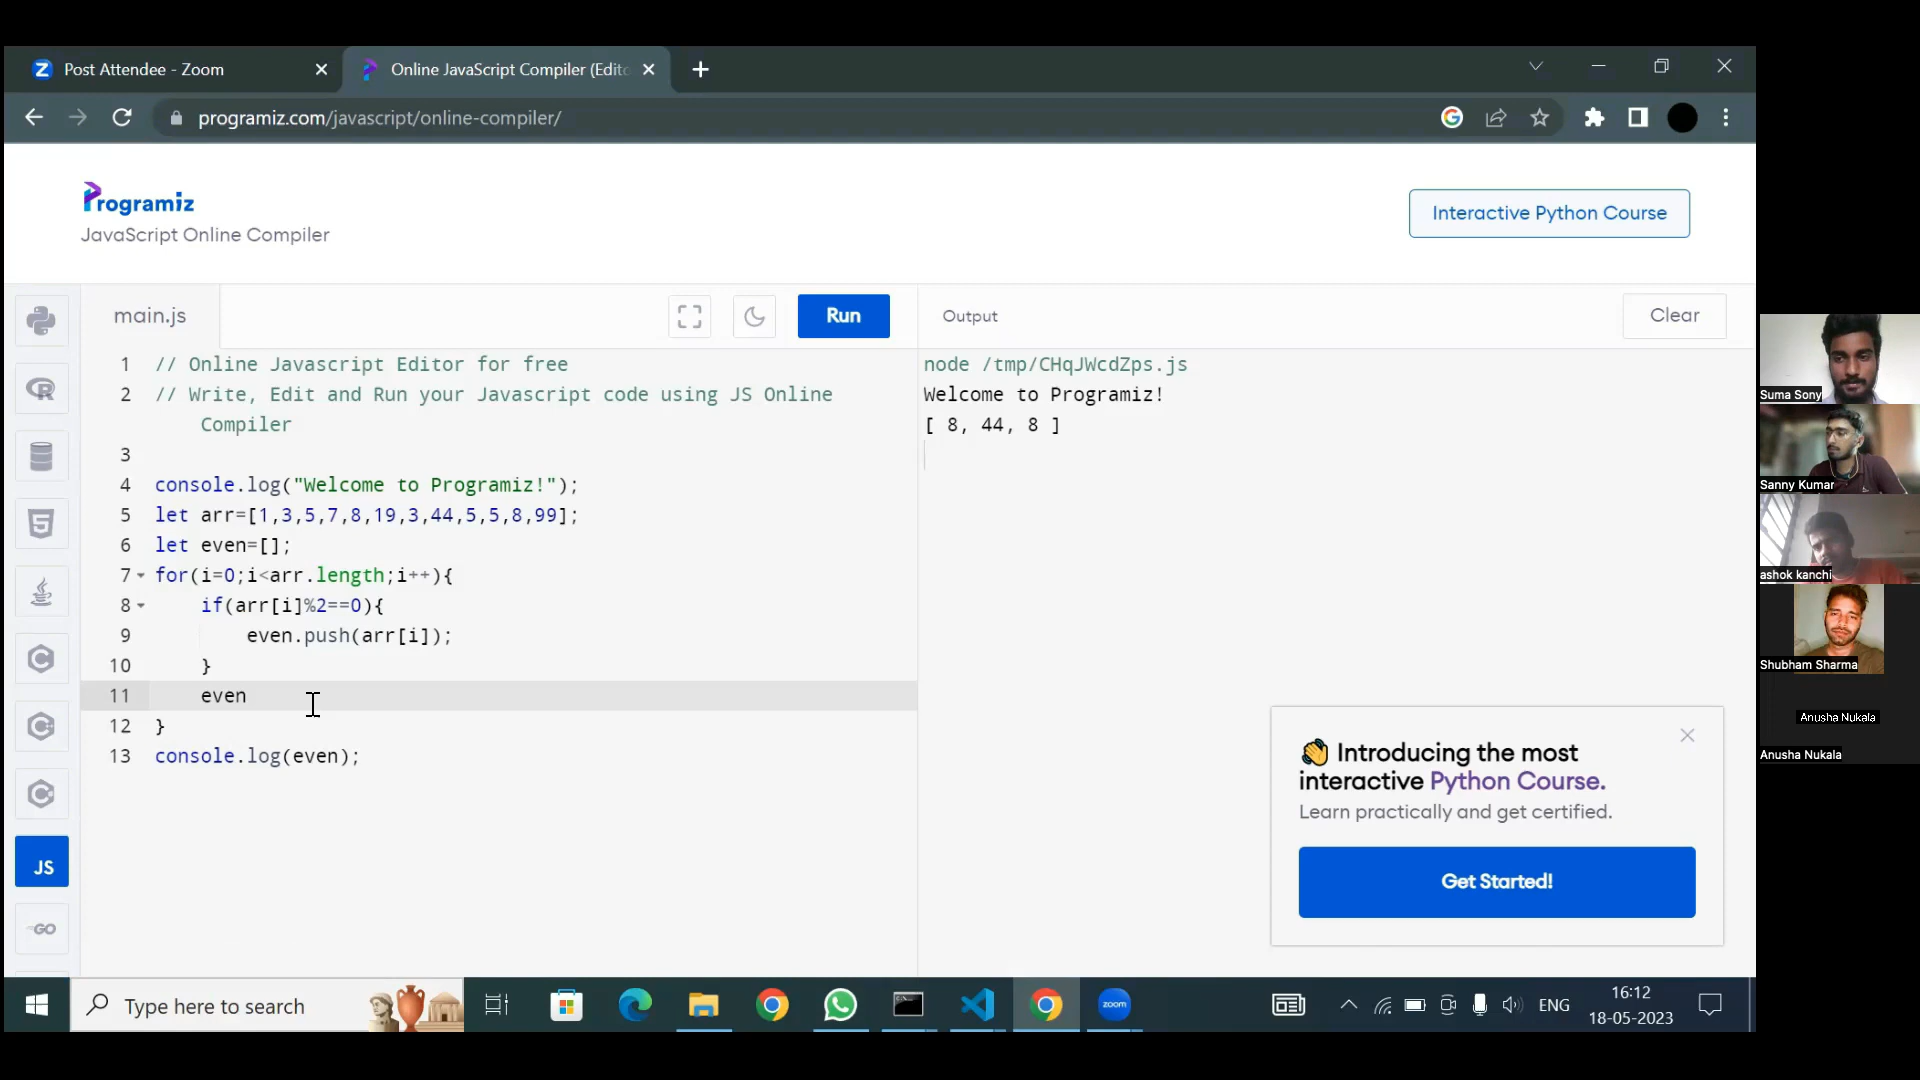 Post Attendee - Zoom
Online JavaScript Compiler (Edito
programiz.com/javascript/online-compiler/
Programiz
JavaScript Online Compiler
Interactive Python Course
main.js
Run
Output
Clear
1 // Online Javascript Editor for free
2 // Write, Edit and Run your Javascript code using JS Online
Compiler
3
4 console.log("Welcome to Programiz!");
5 let arr=[1,3,5,7,8,19,3,44,5,5,8,99];
6 let even=[];
7 for(i=0;i<arr.length;i++){
8 if(arr[i]%2==0){
9 even.push(arr[i]);
10 }
11 even
12 }
13 console.log(even);
node /tmp/CHqJWcdZps.js
Welcome to Programiz!
[ 8, 44, 8 ]
JS
GO
👋 Introducing the most
interactive Python Course.
Learn practically and get certified.
Get Started!
Suma Sony
Sanny Kumar
ashok kanchi
Shubham Sharma
Anusha Nukala
Anusha Nukala
Type here to search
zoom
ENG
16:12
18-05-2023